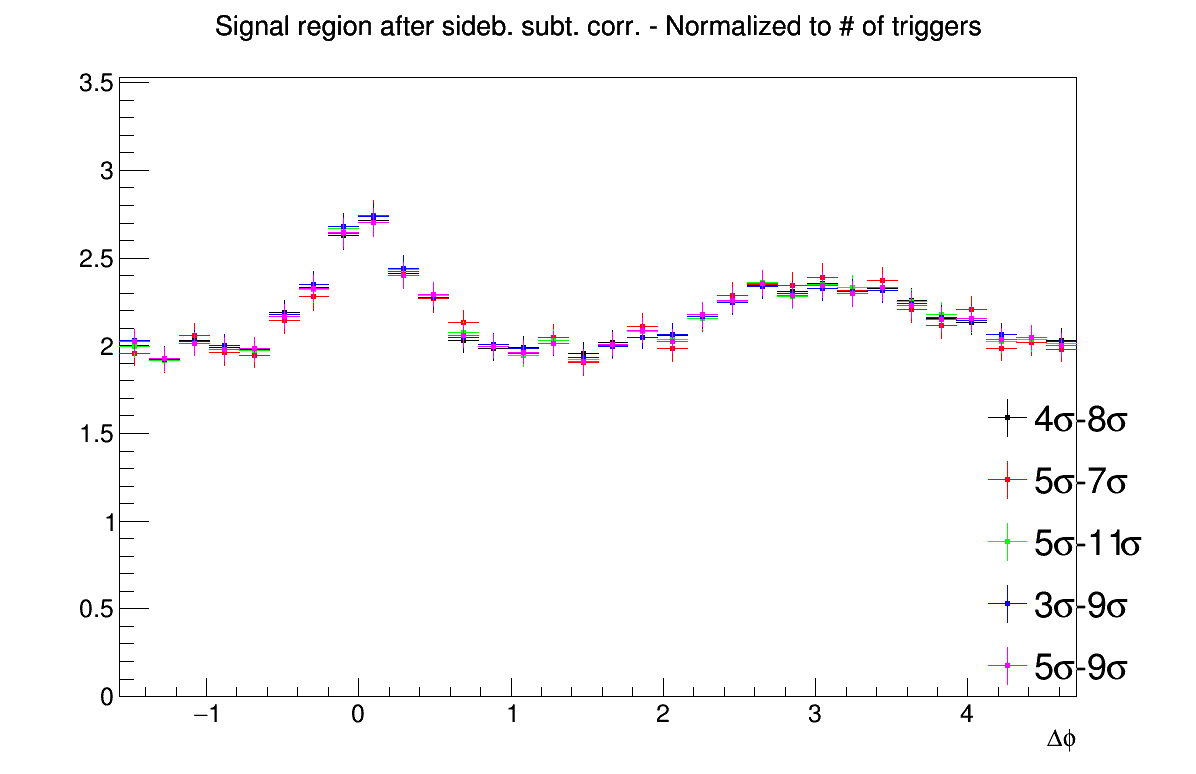 Signal region after sideb. subt. corr. - Normalized to # of triggers
3.5
3
2.5
2
1.5
1
0.5
0
4σ-8σ
5σ-7σ
5σ-11σ
3σ-9σ
5σ-9σ
−1 0 1 2 3 4
Δϕ